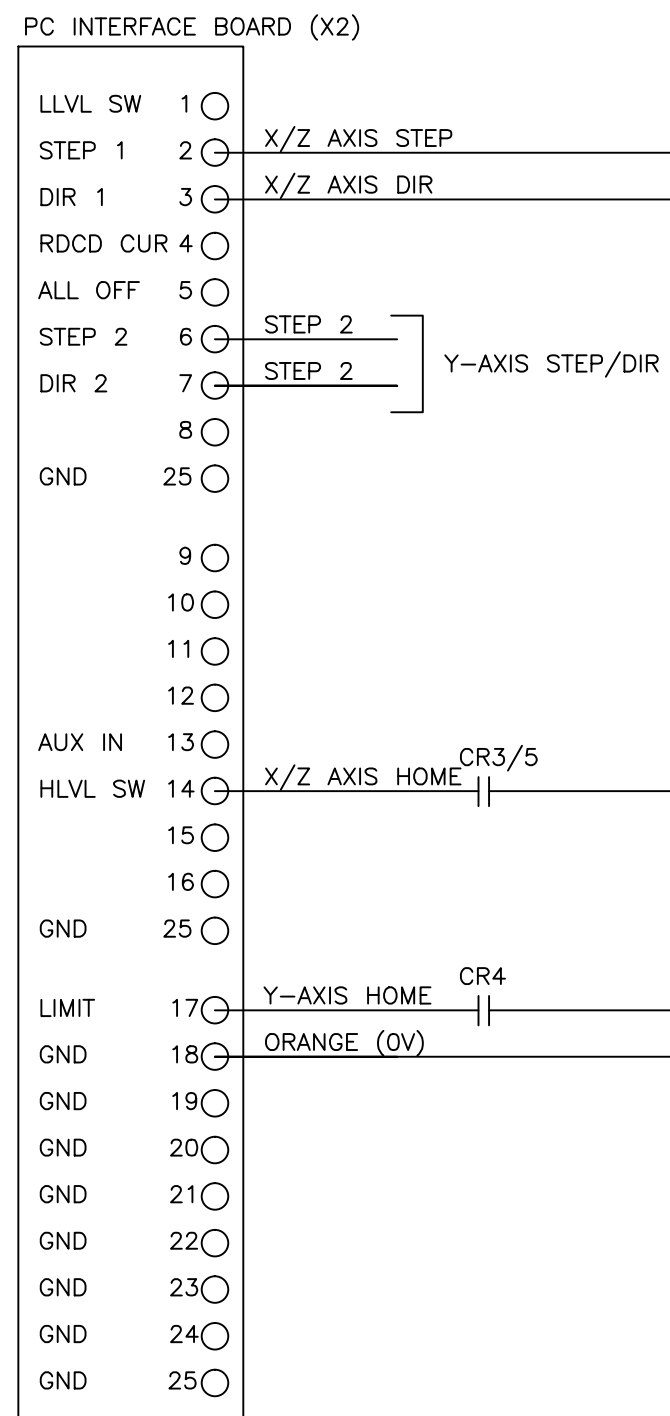 PC INTERFACE BOARD (X2)
LLVL SW 1
STEP 1 2 X/Z AXIS STEP
DIR 1 3 X/Z AXIS DIR
RDCD CUR 4
ALL OFF 5
STEP 2 6 STEP 2
Y-AXIS STEP/DIR
DIR 2 7 STEP 2
8
GND 25
9
10
11
12
AUX IN 13
CR3/5
HLVL SW 14 X/Z AXIS HOME
15
16
GND 25
CR4
LIMIT 17 Y-AXIS HOME
GND 18 ORANGE (0V)
GND 19
GND 20
GND 21
GND 22
GND 23
GND 24
GND 25